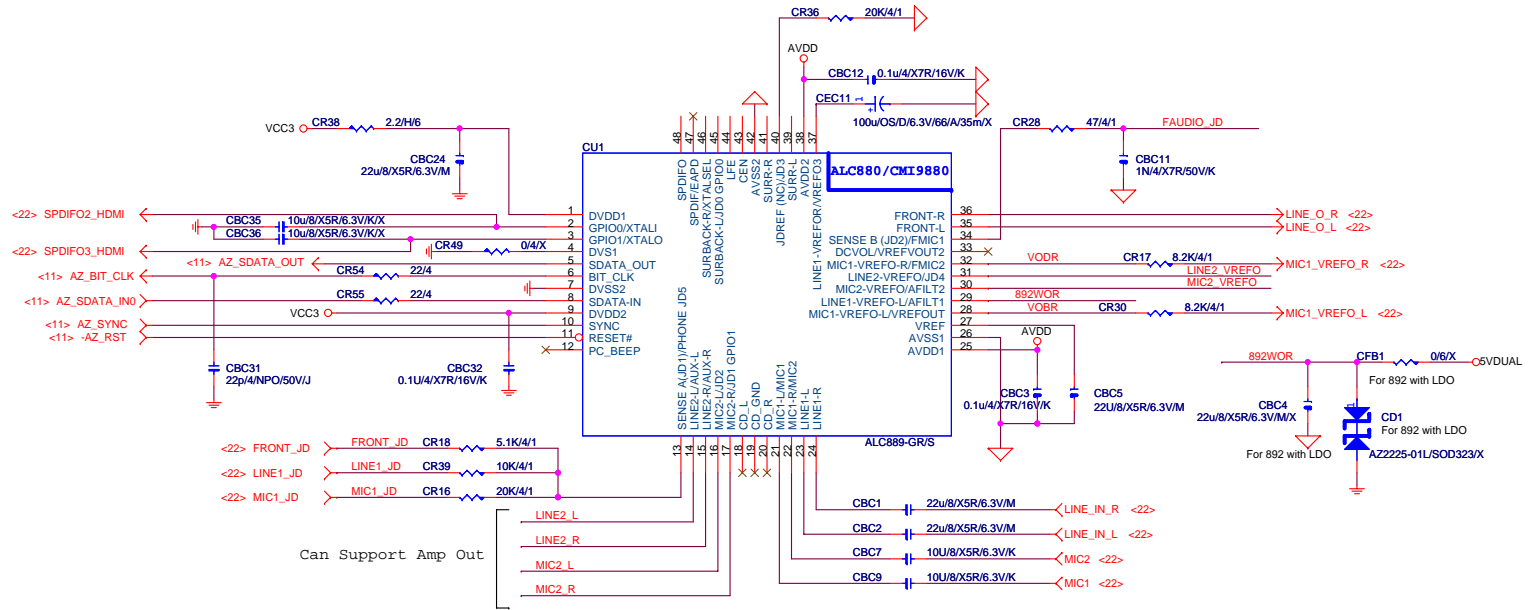 CR36 20K/4/1
AVDD
CBC12 0.1u/4/X7R/16V/K
CEC11 1
+
100u/OS/D/6.3V/66/A/35m/X
VCC3 CR38 2.2/H/6
CBC24
22u/8/X5R/6.3V/M
CR28 47/4/1 FAUDIO_JD
CBC11
1N/4/X7R/50V/K
48 47 46 45 44 43 42 41 40 39 38 37
CU1
ALC880/CMI9880
SPDIFO
SPDIF/EAPD
SURBACK-R/XTALSEL
SURBACK-L/JD0 GPIO0
LFE
CEN
AVSS2
SURR-R
JDREF (NC)/JD3
SURR-L
AVDD2
LINE1-VREFOR/VREFO3
<22> SPDIFO2_HDMI
CBC35 10u/8/X5R/6.3V/K/X
CBC36 10u/8/X5R/6.3V/K/X
<22> SPDIFO3_HDMI
CR49 0/4/X
<11> AZ_SDATA_OUT
<11> AZ_BIT_CLK CR54 22/4
<11> AZ_SDATA_IN0 CR55 22/4
VCC3
<11> AZ_SYNC
<11> -AZ_RST
1 DVDD1
2 GPIO0/XTALI
3 GPIO1/XTALO
4 DVS1
5 SDATA_OUT
6 BIT_CLK
7 DVSS2
8 SDATA-IN
9 DVDD2
10 SYNC
11 RESET#
12 PC_BEEP
FRONT-R 36 LINE_O_R <22>
FRONT-L 35 LINE_O_L <22>
SENSE B (JD2)/FMIC1 34
DCVOL/VREFVOUT2 33
MIC1-VREFO-R/FMIC2 32 VODR CR17 8.2K/4/1 MIC1_VREFO_R <22>
LINE2-VREFO/JD4 31 LINE2_VREFO
MIC2-VREFO/AFILT2 30 MIC2_VREFO
LINE1-VREFO-L/AFILT1 29 892WOR
MIC1-VREFO-L/VREFOUT 28 VOBR CR30 8.2K/4/1 MIC1_VREFO_L <22>
VREF 27
AVSS1 26 AVDD
AVDD1 25
CBC31
22p/4/NPO/50V/J
CBC32
0.1U/4/X7R/16V/K
CBC3
0.1u/4/X7R/16V/K
CBC5
22U/8/X5R/6.3V/M
892WOR CFB1 0/6/X 5VDUAL
For 892 with LDO
CBC4
22u/8/X5R/6.3V/M/X
1
CD1
For 892 with LDO
For 892 with LDO
AZ2225-01L/SOD323/X
SENSE A(JD1)/PHONE JD5
LINE2-L/AUX-L
LINE2-R/AUX-R
MIC2-L/JD2
MIC2-R/JD1 GPIO1
CD_L
CD_GND
CD_R
MIC1-L/MIC1
MIC1-R/MIC2
LINE1-L
LINE1-R
ALC889-GR/S
13 14 15 16 17 18 19 20 21 22 23 24
<22> FRONT_JD FRONT_JD CR18 5.1K/4/1
<22> LINE1_JD LINE1_JD CR39 10K/4/1
<22> MIC1_JD MIC1_JD CR16 20K/4/1
Can Support Amp Out
LINE2_L
LINE2_R
MIC2_L
MIC2_R
CBC1 22u/8/X5R/6.3V/M LINE_IN_R <22>
CBC2 22u/8/X5R/6.3V/M LINE_IN_L <22>
CBC7 10U/8/X5R/6.3V/K MIC2 <22>
CBC9 10U/8/X5R/6.3V/K MIC1 <22>